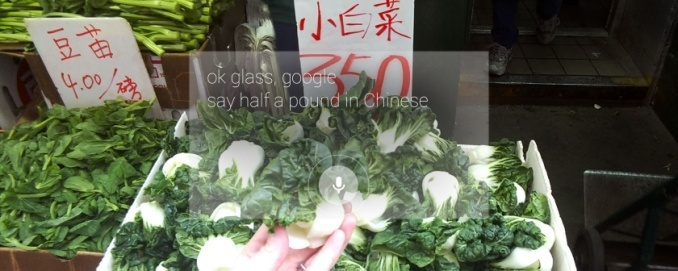 豆苗
4.00/磅
小白菜
350
ok glass, google
say half a pound in Chinese